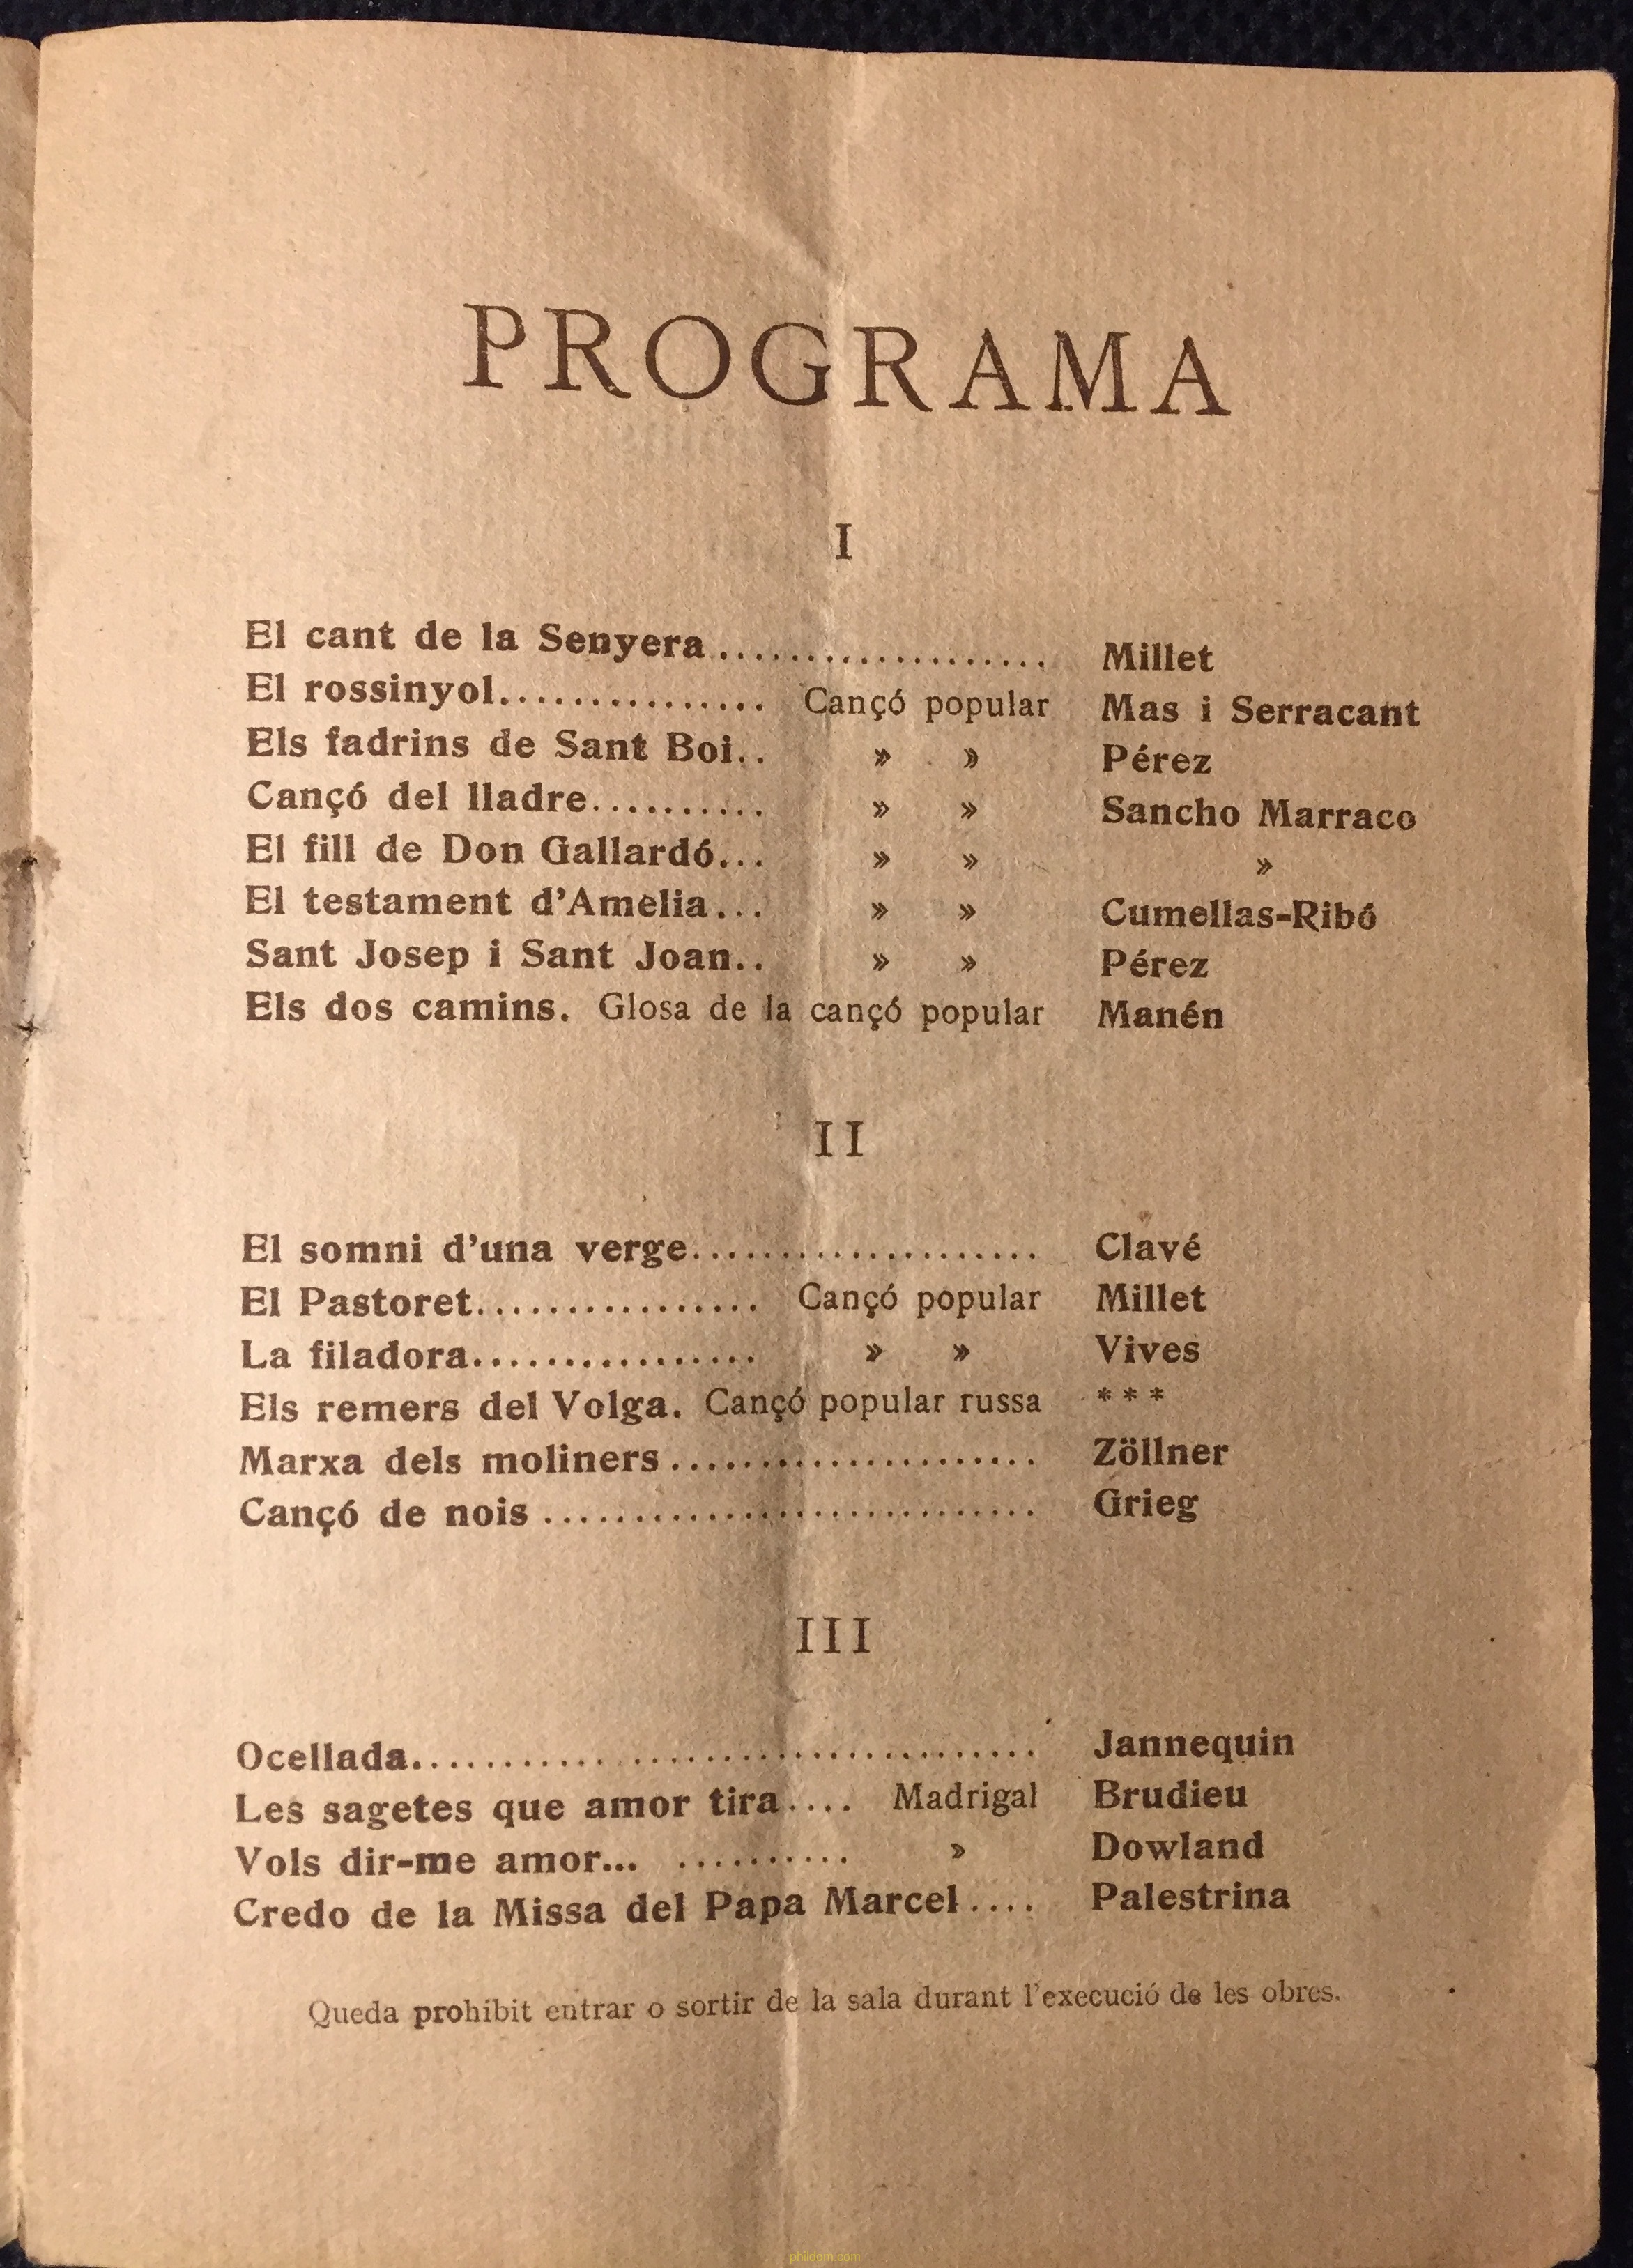 PROGRAMA
I
El cant de la Senyera................... Millet
El rossinyol............... Cançó popular Mas i Serracant
Els fadrins de Sant Boi.. » » Pérez
Cançó del lladre.......... » » Sancho Marraco
El fill de Don Gallardó... » » »
El testament d'Amelia... » » Cumellas-Ribó
Sant Josep i Sant Joan.. » » Pérez
Els dos camins. Glosa de la cançó popular Manén
II
El somni d'una verge.................... Clavé
El Pastoret................ Cançó popular Millet
La filadora................ » » Vives
Els remers del Volga. Cançó popular russa ***
Marxa dels moliners..................... Zöllner
Cançó de nois ............................ Grieg
III
Ocellada................................... Jannequin
Les sagetes que amor tira.... Madrigal Brudieu
Vols dir-me amor... .......... » Dowland
Credo de la Missa del Papa Marcel.... Palestrina
Queda prohibit entrar o sortir de la sala durant l'execució de les obres.
phildom.com